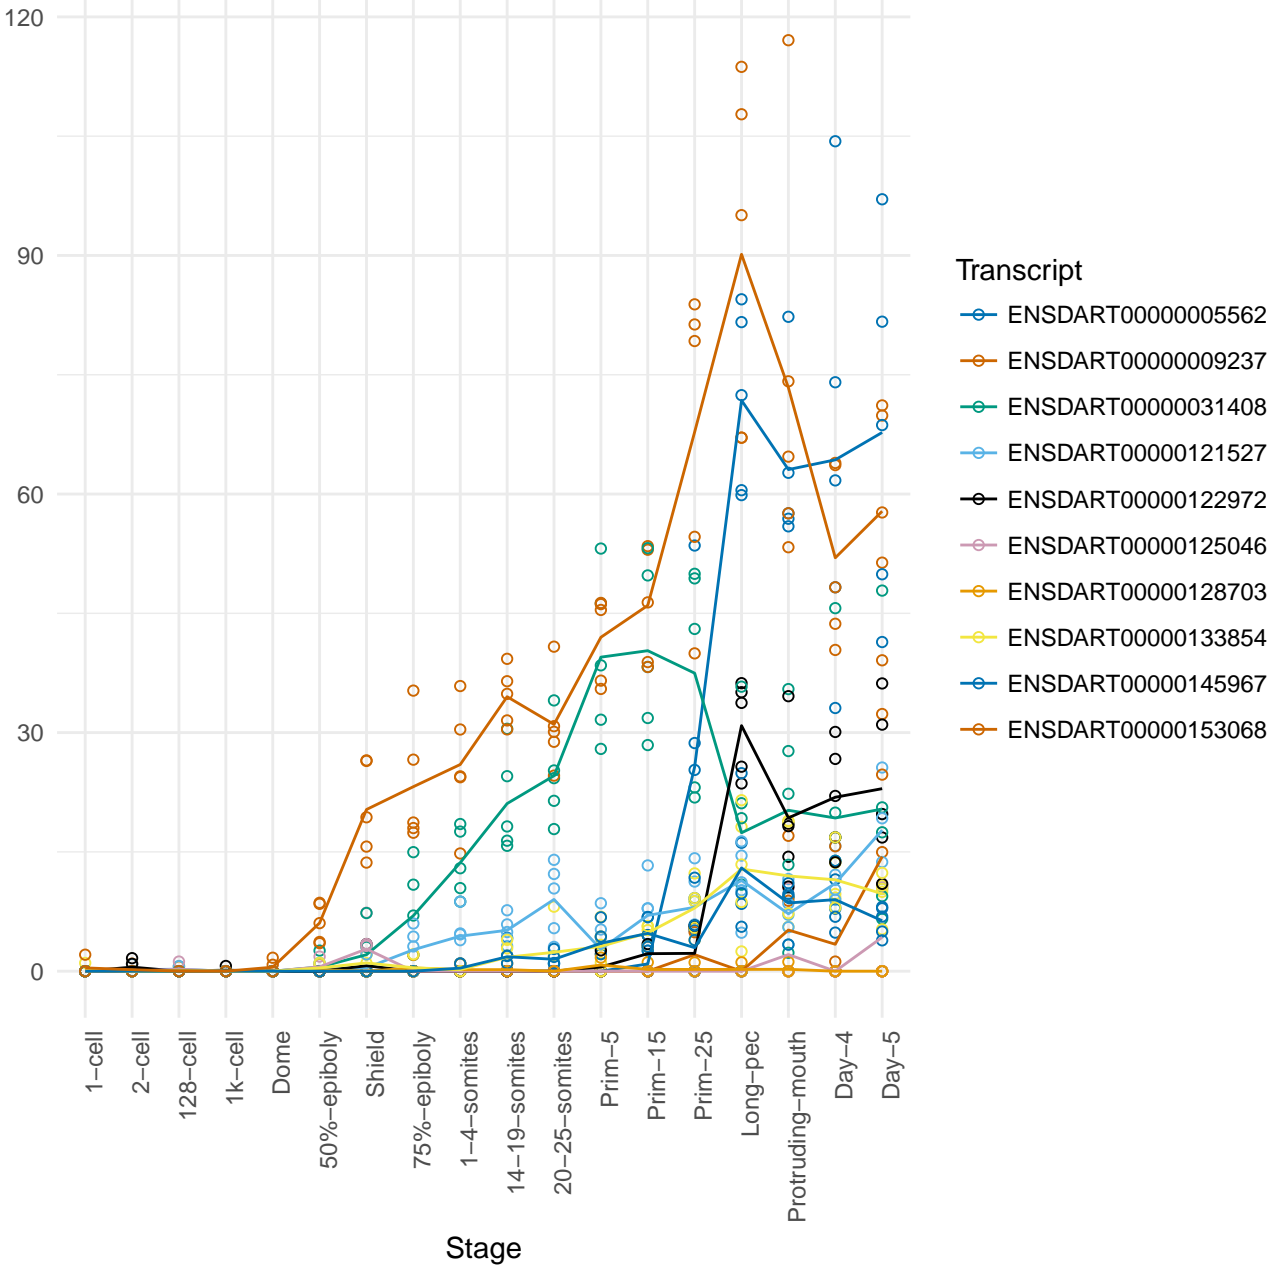 120
90
60
30
0
1−cell
2−cell
128−cell
1k−cell
Dome
50%−epiboly
Shield
75%−epiboly
1−4−somites
14−19−somites
20−25−somites
Prim−5
Prim−15
Prim−25
Long−pec
Protruding−mouth
Day−4
Day−5
Stage
Transcript
ENSDART00000005562
ENSDART00000009237
ENSDART00000031408
ENSDART00000121527
ENSDART00000122972
ENSDART00000125046
ENSDART00000128703
ENSDART00000133854
ENSDART00000145967
ENSDART00000153068